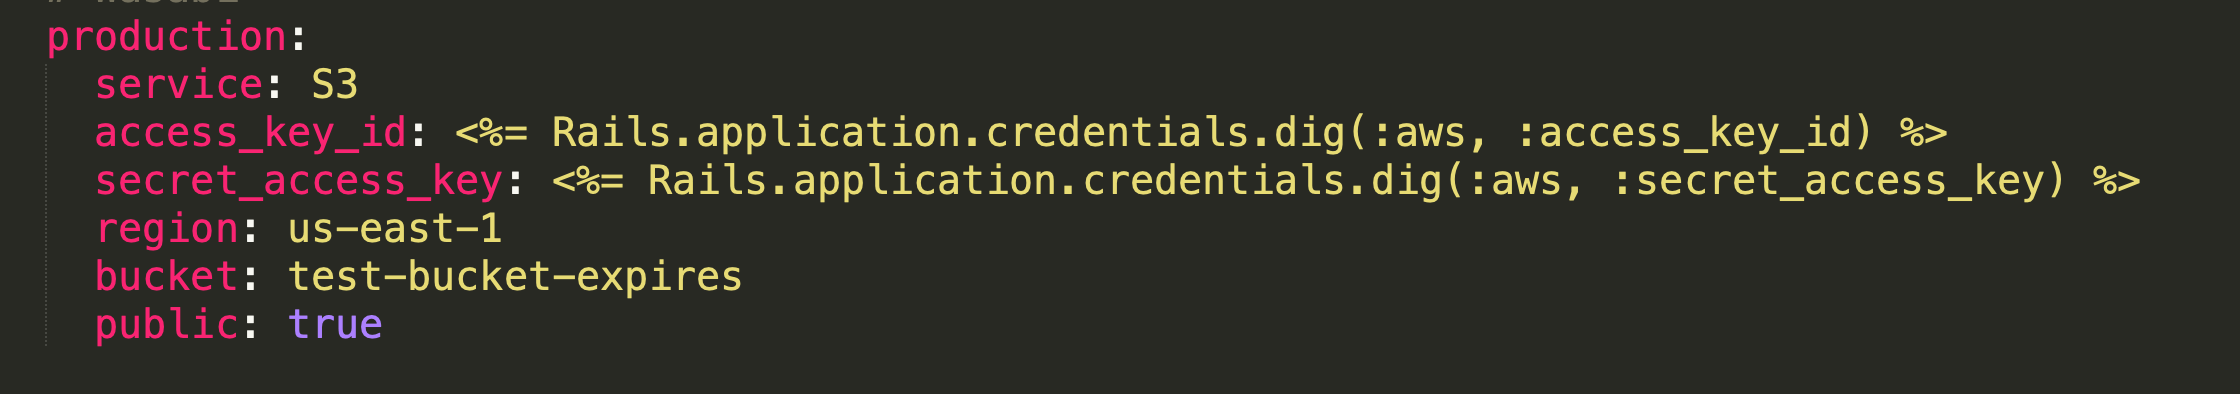 production:
  service: S3
  access_key_id: <%= Rails.application.credentials.dig(:aws, :access_key_id) %>
  secret_access_key: <%= Rails.application.credentials.dig(:aws, :secret_access_key) %>
  region: us-east-1
  bucket: test-bucket-expires
  public: true